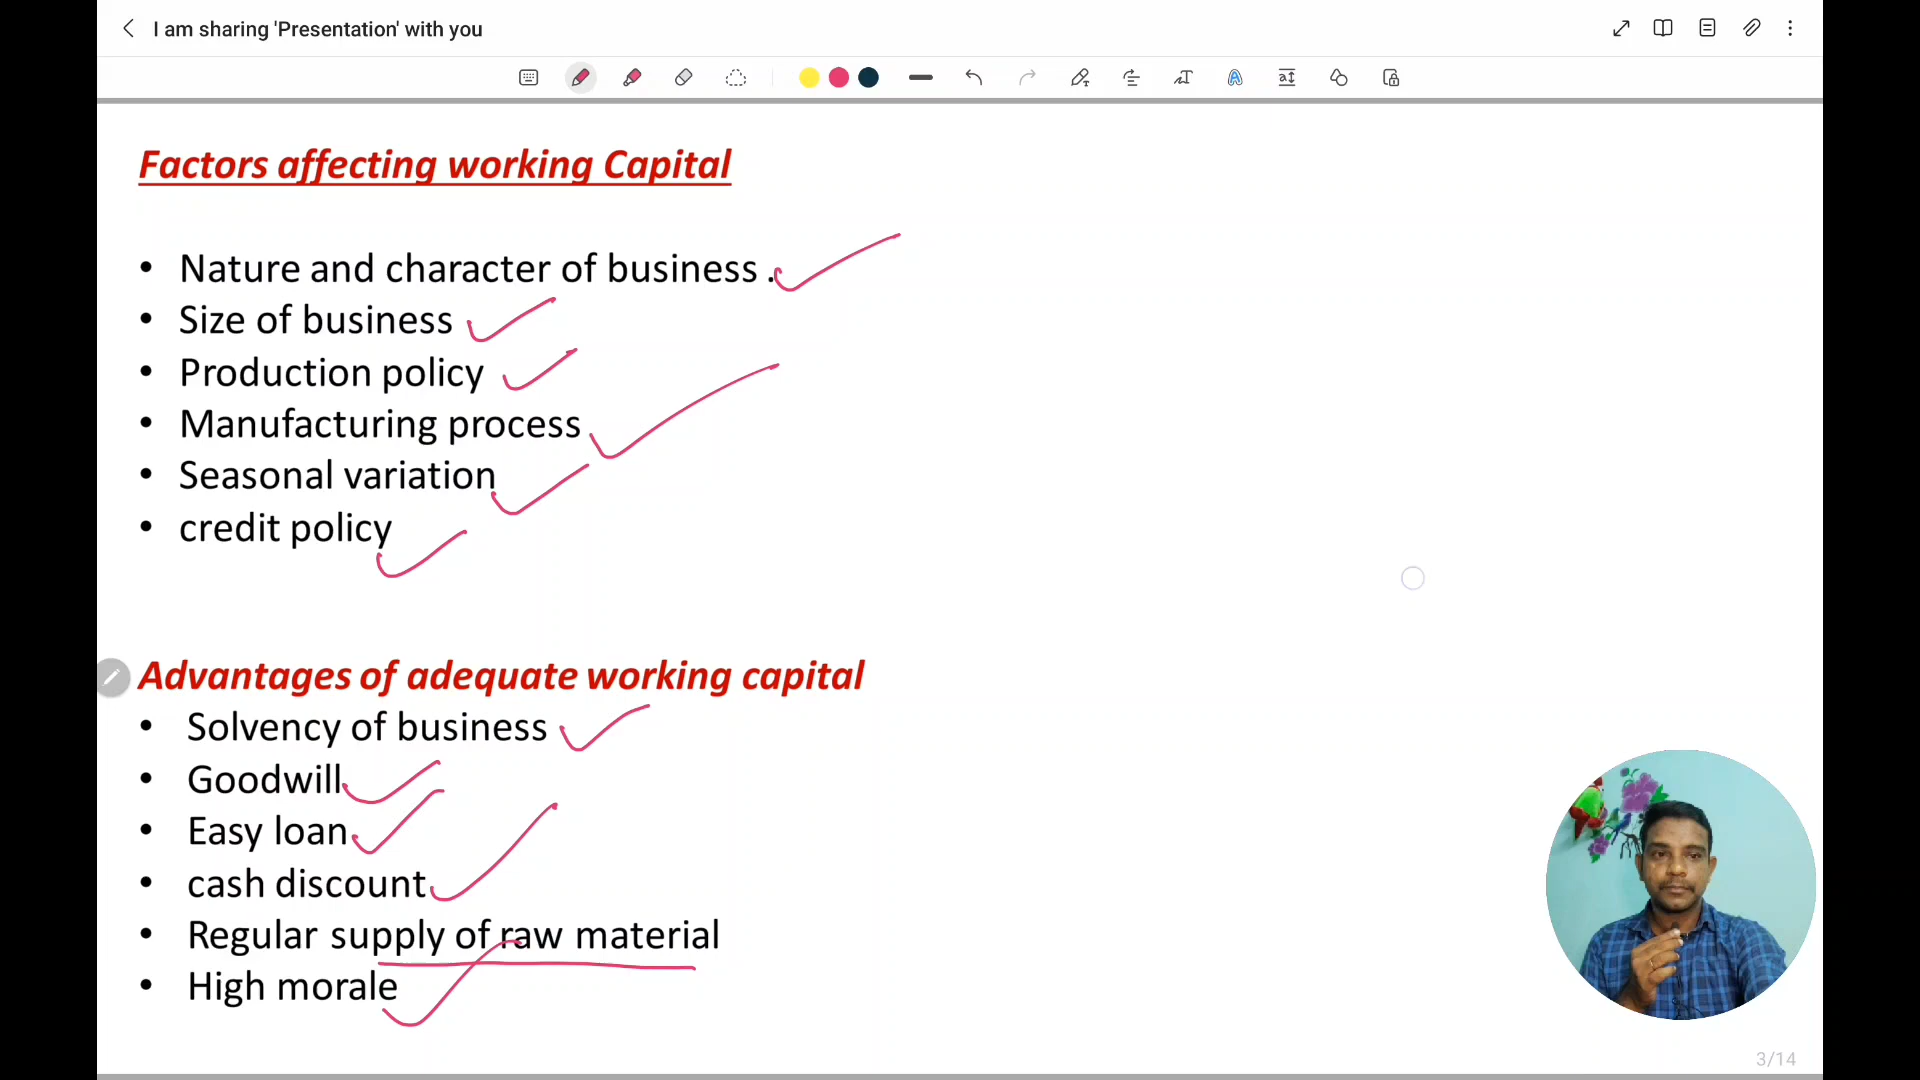 I am sharing 'Presentation' with you
Factors affecting working Capital
• Nature and character of business .
• Size of business
• Production policy
• Manufacturing process
• Seasonal variation
• credit policy
Advantages of adequate working capital
• Solvency of business
• Goodwill
• Easy loan
• cash discount
• Regular supply of raw material
• High morale
3/14